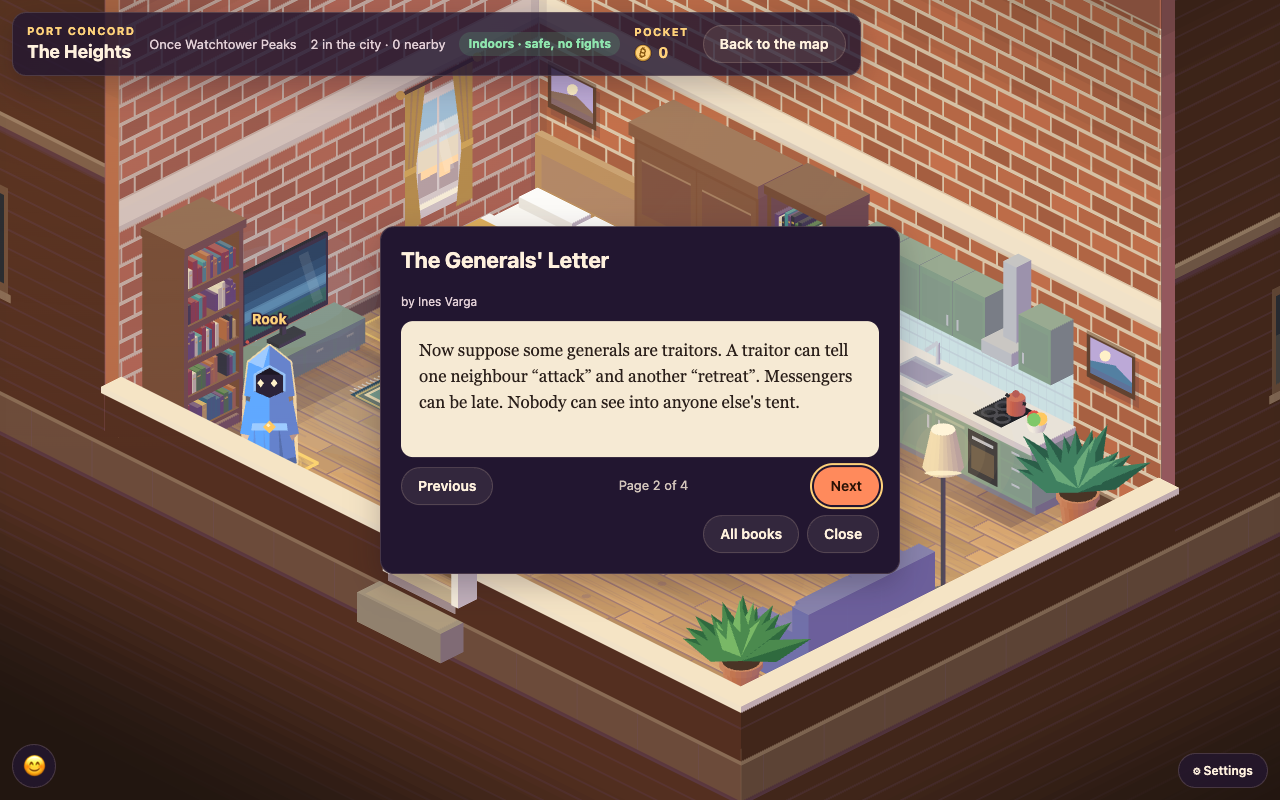 PORT CONCORD
The Heights
Once Watchtower Peaks
2 in the city · 0 nearby
Indoors · safe, no fights
POCKET
0
Back to the map
Rook
The Generals' Letter
by Ines Varga
Now suppose some generals are traitors. A traitor can tell
one neighbour “attack” and another “retreat”. Messengers
can be late. Nobody can see into anyone else's tent.
Previous
Page 2 of 4
Next
All books
Close
Settings